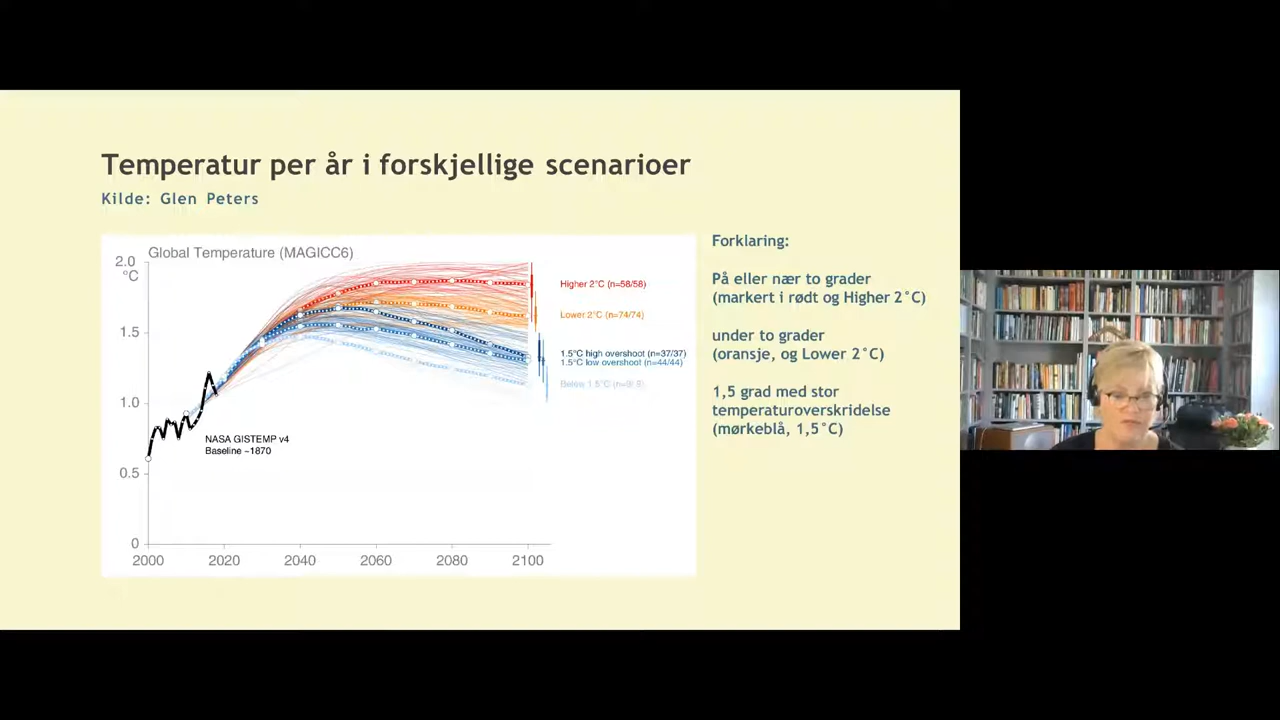 Temperatur per år i forskjellige scenarioer
Kilde: Glen Peters
Global Temperature (MAGICC6)
2.0
°C
1.5
1.0
0.5
0
2000
2020
2040
2060
2080
2100
NASA GISTEMP v4
Baseline ~1870
Higher 2°C (n=58/58)
Lower 2°C (n=74/74)
1.5°C high overshoot (n=37/37)
1.5°C low overshoot (n=44/44)
Below 1.5°C
Forklaring:
På eller nær to grader
(markert i rødt og Higher 2°C)
under to grader
(oransje, og Lower 2°C)
1,5 grad med stor
temperaturoverskridelse
(mørkeblå, 1,5°C)